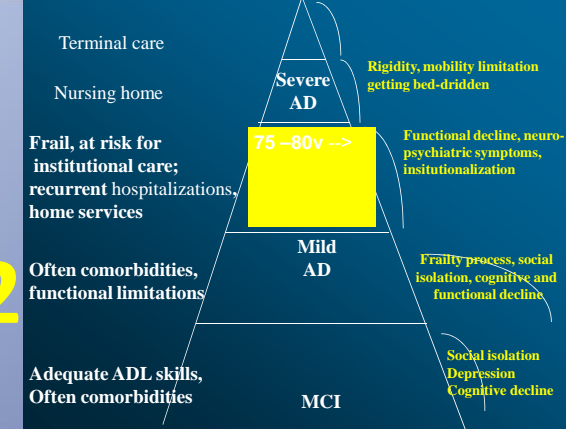 Terminal care
Nursing home
Frail, at risk for
institutional care;
recurrent hospitalizations,
home services
Often comorbidities,
functional limitations
Adequate ADL skills,
Often comorbidities
Severe
AD
75 –80v -->
Mild
AD
MCI
Rigidity, mobility limitation
getting bed-dridden
Functional decline, neuro-
psychiatric symptoms,
insitutionalization
Frailty process, social
isolation, cognitive and
functional decline
Social isolation
Depression
Cognitive decline
2